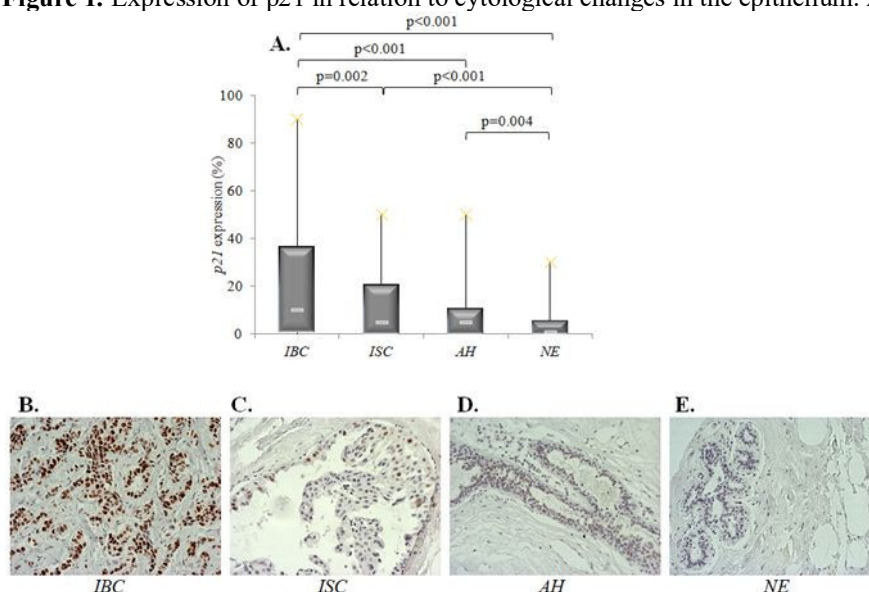 Figure 1. Expression of p21 in relation to cytological changes in the epithelium.
p<0.001
A.
p<0.001
p=0.002 p<0.001
100
p=0.004
80
60
40
20
0
p21 expression (%)
IBC ISC AH NE
B. C. D. E.
IBC ISC AH NE